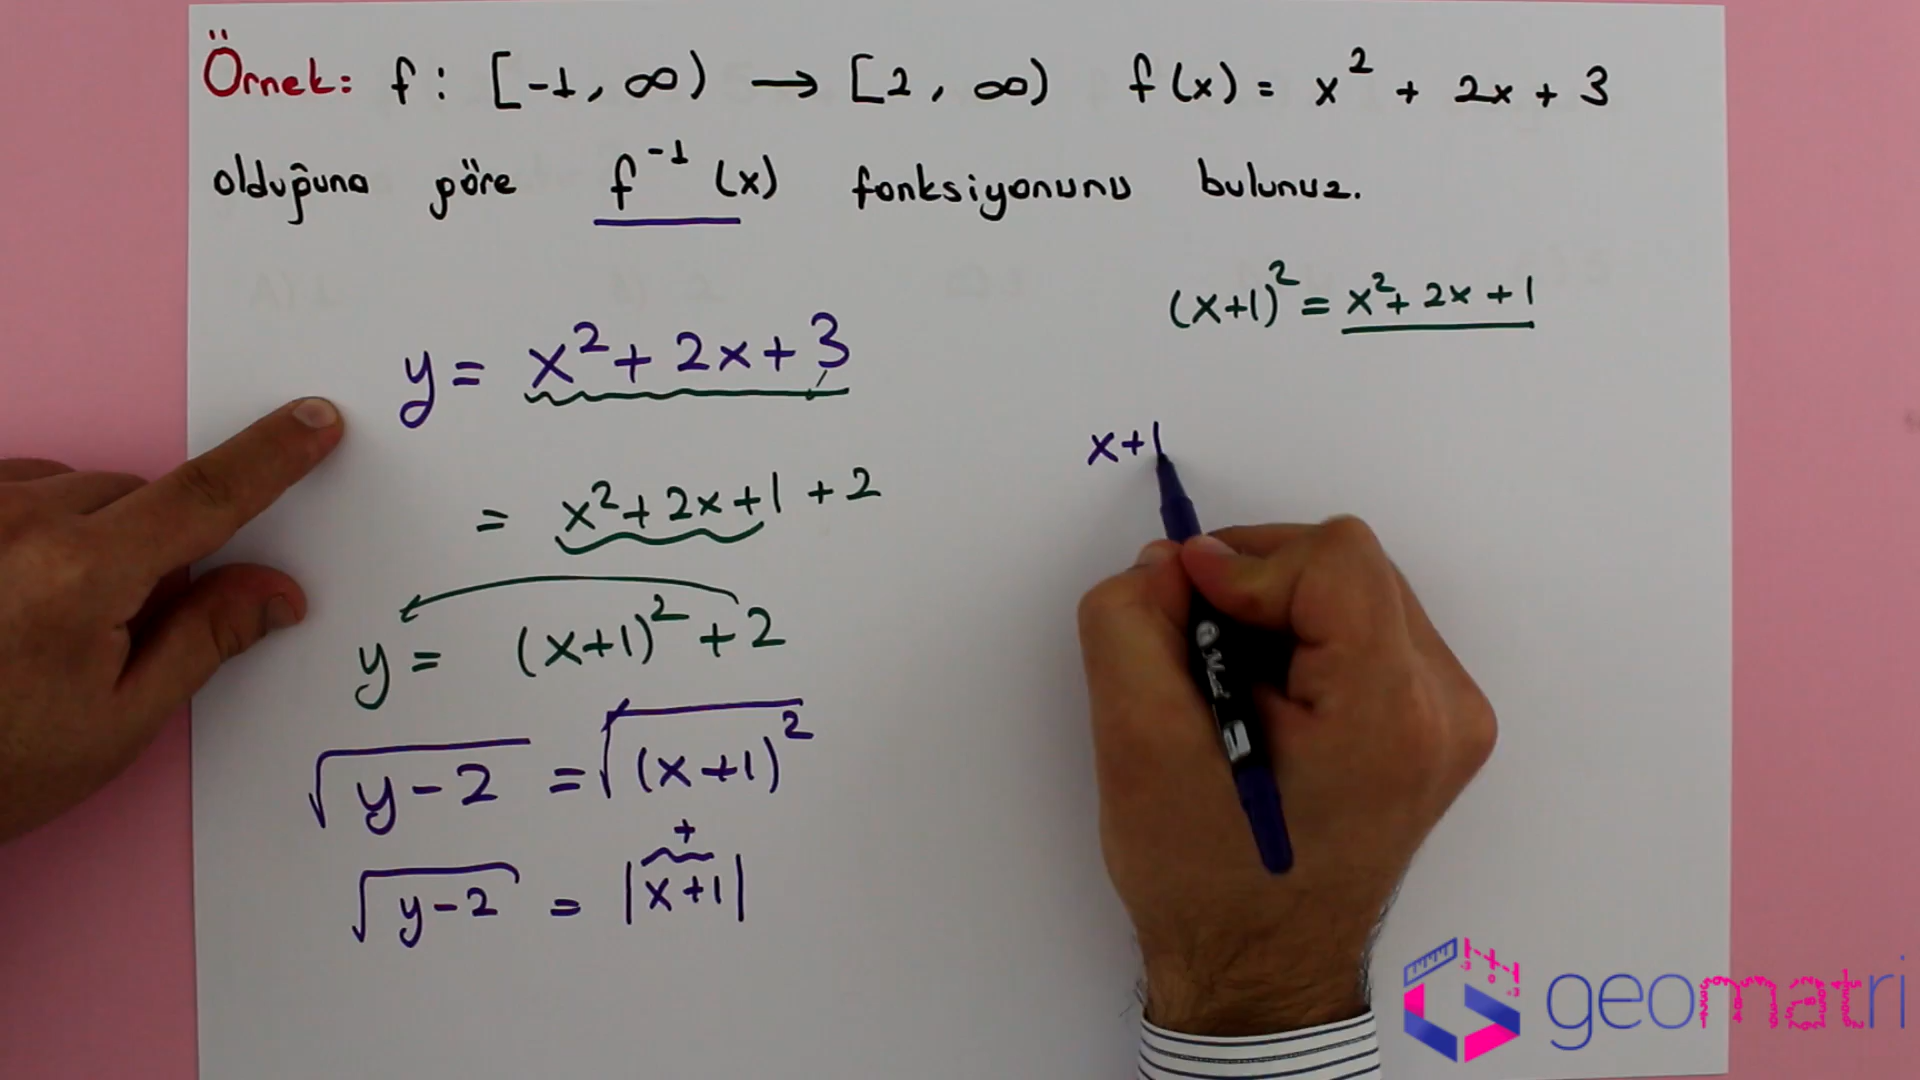 Örnek: f : [-1, ∞) → [2, ∞) f(x) = x² + 2x + 3
olduğuna göre f⁻¹(x) fonksiyonunu bulunuz.
(x+1)² = x² + 2x + 1
y = x² + 2x + 3
= x² + 2x + 1 + 2
y = (x+1)² + 2
√(y-2) = √((x+1)²)
+
√(y-2) = |x+1|
x+1
geomatri